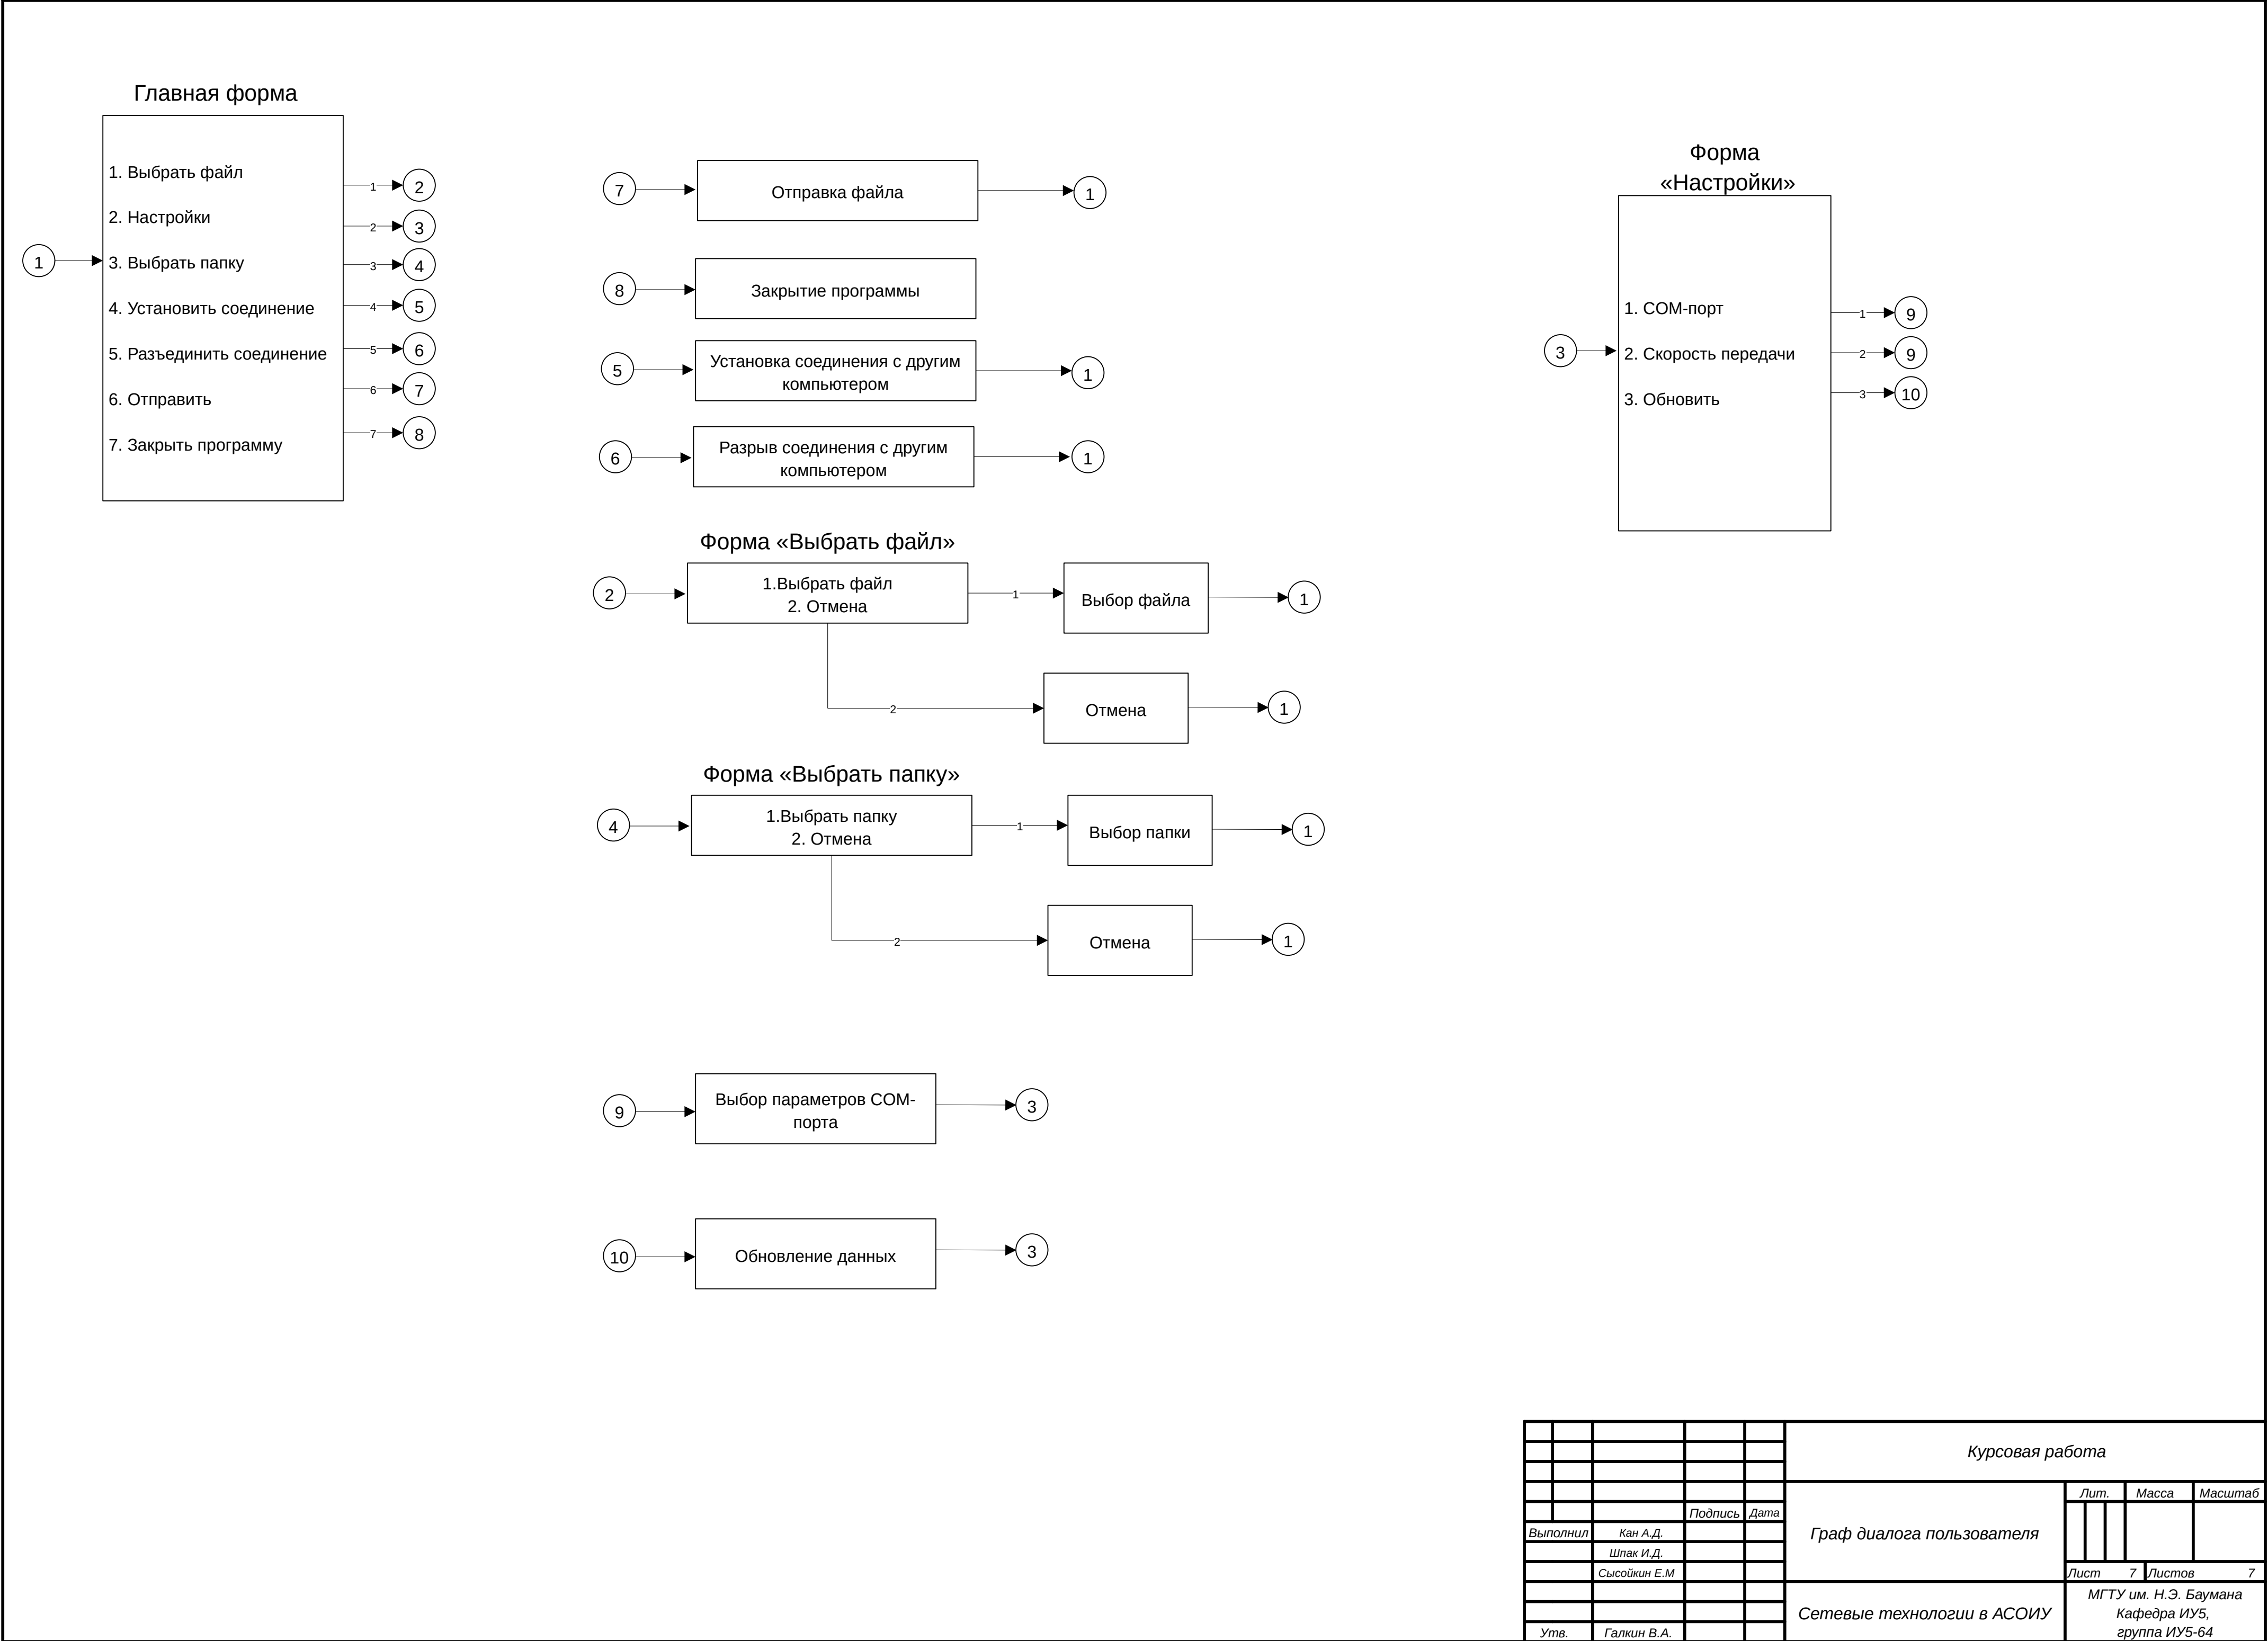 Главная форма
1
1. Выбрать файл
2. Настройки
3. Выбрать папку
4. Установить соединение
5. Разъединить соединение
6. Отправить
7. Закрыть программу
1 2
2 3
3 4
4 5
5 6
6 7
7 8
7 Отправка файла 1
8 Закрытие программы
5 Установка соединения с другим
компьютером 1
6 Разрыв соединения с другим
компьютером 1
Форма «Выбрать файл»
2 1.Выбрать файл
2. Отмена
1 Выбор файла 1
2 Отмена 1
Форма «Выбрать папку»
4 1.Выбрать папку
2. Отмена
1 Выбор папки 1
2 Отмена 1
9 Выбор параметров COM-
порта 3
10 Обновление данных 3
Форма
«Настройки»
3
1. COM-порт
2. Скорость передачи
3. Обновить
1 9
2 9
3 10
Курсовая работа
Подпись Дата
Выполнил Кан А.Д.
Шпак И.Д.
Сысойкин Е.М
Утв. Галкин В.А.
Граф диалога пользователя
Лит. Масса Масштаб
Лист 7 Листов 7
Сетевые технологии в АСОИУ
МГТУ им. Н.Э. Баумана
Кафедра ИУ5,
группа ИУ5-64